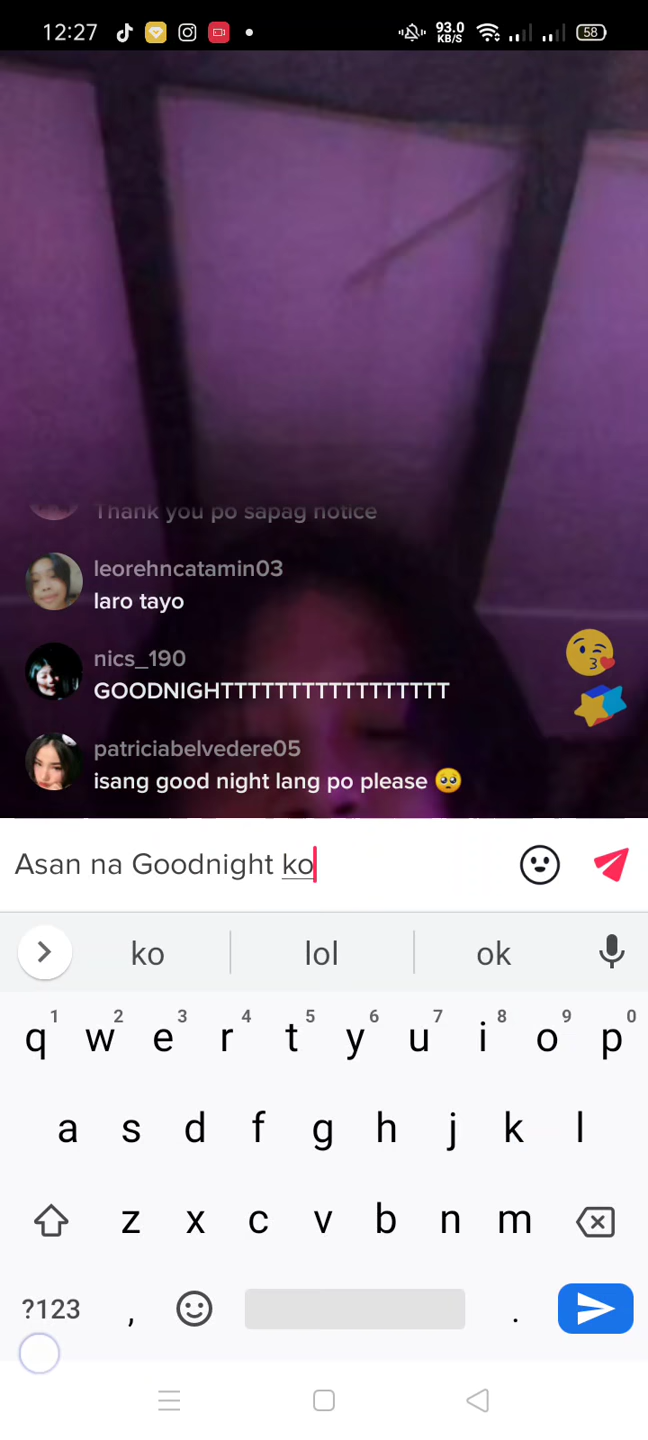 12:27
93.0
KB/S
58
Thank you po sapag notice
leorehncatamin03
laro tayo
nics_190
GOODNIGHTTTTTTTTTTTTTTTTT
patriciabelvedere05
isang good night lang po please 🥺
Asan na Goodnight ko
ko lol ok
1 2 3 4 5 6 7 8 9 0
q w e r t y u i o p
a s d f g h j k l
z x c v b n m
?123 , .